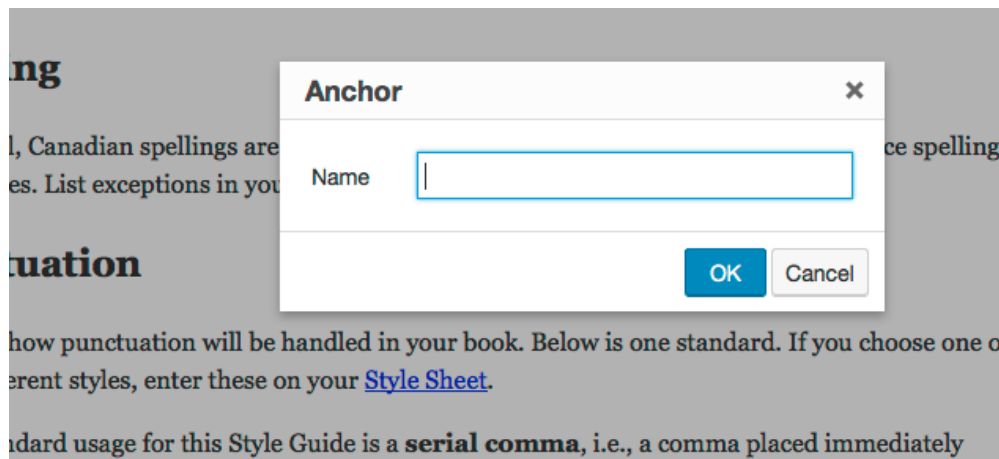 ing
Anchor
l, Canadian spellings are ce spelling
Name
es. List exceptions in you
tuation
OK Cancel
how punctuation will be handled in your book. Below is one standard. If you choose one o
erent styles, enter these on your Style Sheet.
ndard usage for this Style Guide is a serial comma, i.e., a comma placed immediately